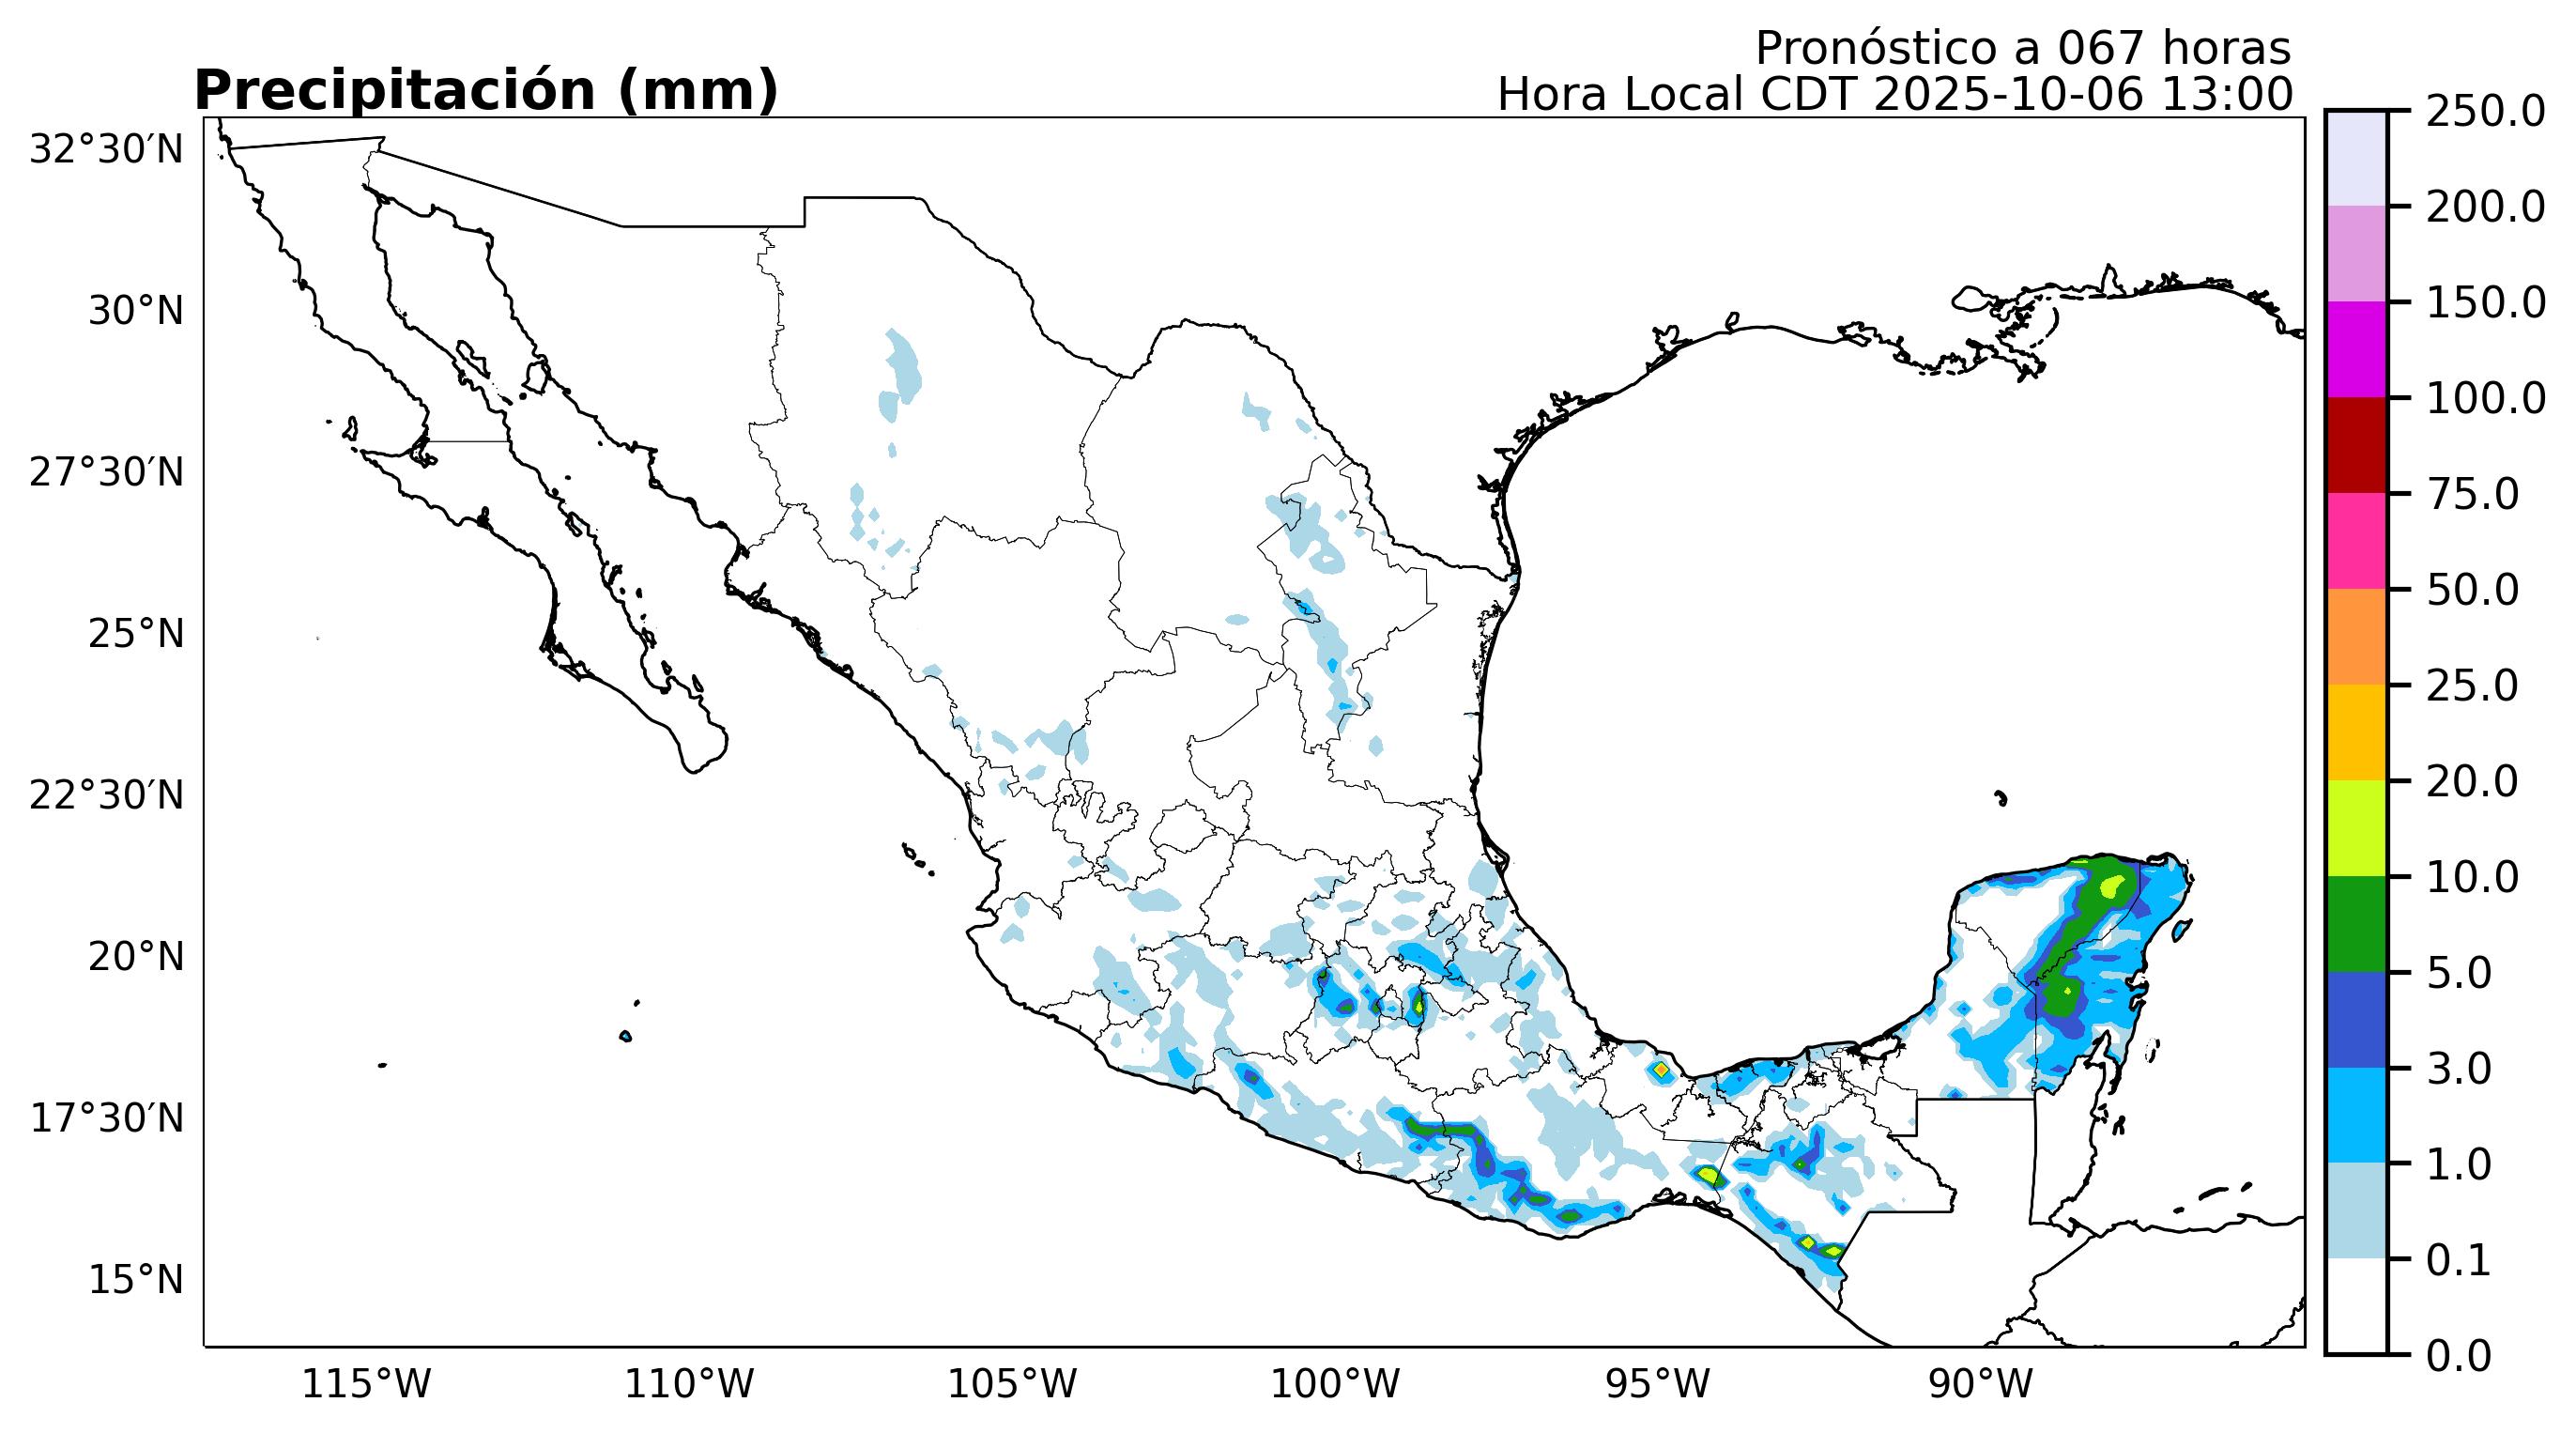 Pronóstico a 067 horas
Precipitación (mm)
Hora Local CDT 2025-10-06 13:00
32°30′N
30°N
27°30′N
25°N
22°30′N
20°N
17°30′N
15°N
115°W
110°W
105°W
100°W
95°W
90°W
250.0
200.0
150.0
100.0
75.0
50.0
25.0
20.0
10.0
5.0
3.0
1.0
0.1
0.0